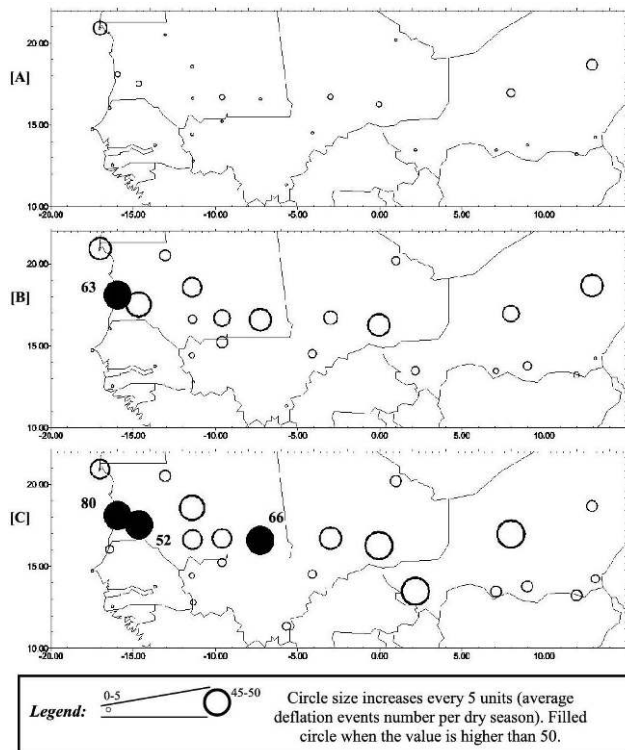 20.00
[A]
15.00
10.00
-20.00 -15.00 -10.00 -5.00 0.00 5.00 10.00
20.00
63
[B]
15.00
10.00
-20.00 -15.00 -10.00 -5.00 0.00 5.00 10.00
20.00
80 66
[C] 52
15.00
10.00
-20.00 -15.00 -10.00 -5.00 0.00 5.00 10.00
Legend: 0-5 45-50
Circle size increases every 5 units (average
deflation events number per dry season). Filled
circle when the value is higher than 50.